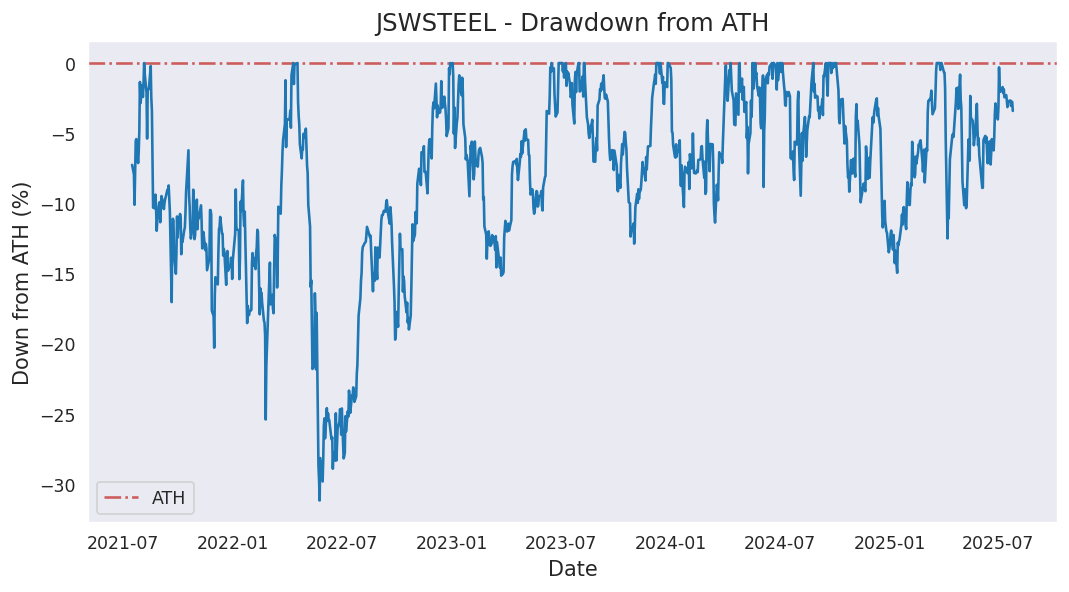 JSWSTEEL - Drawdown from ATH
Down from ATH (%)
0
−5
−10
−15
−20
−25
−30
ATH
2021-07 2022-01 2022-07 2023-01 2023-07 2024-01 2024-07 2025-01 2025-07
Date